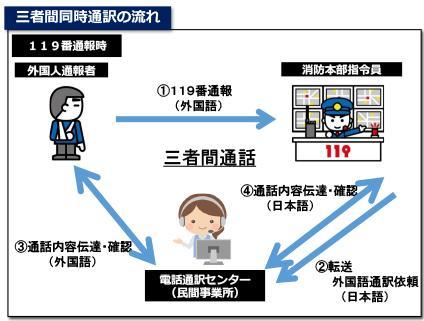 三者間同時通訳の流れ
１１９番通報時
外国人通報者
消防本部指令員
①119番通報
（外国語）
119
三者間通話
④通話内容伝達・確認
（日本語）
③通話内容伝達・確認
（外国語）
②転送
外国語通訳依頼
（日本語）
電話通訳センター
（民間事業所）